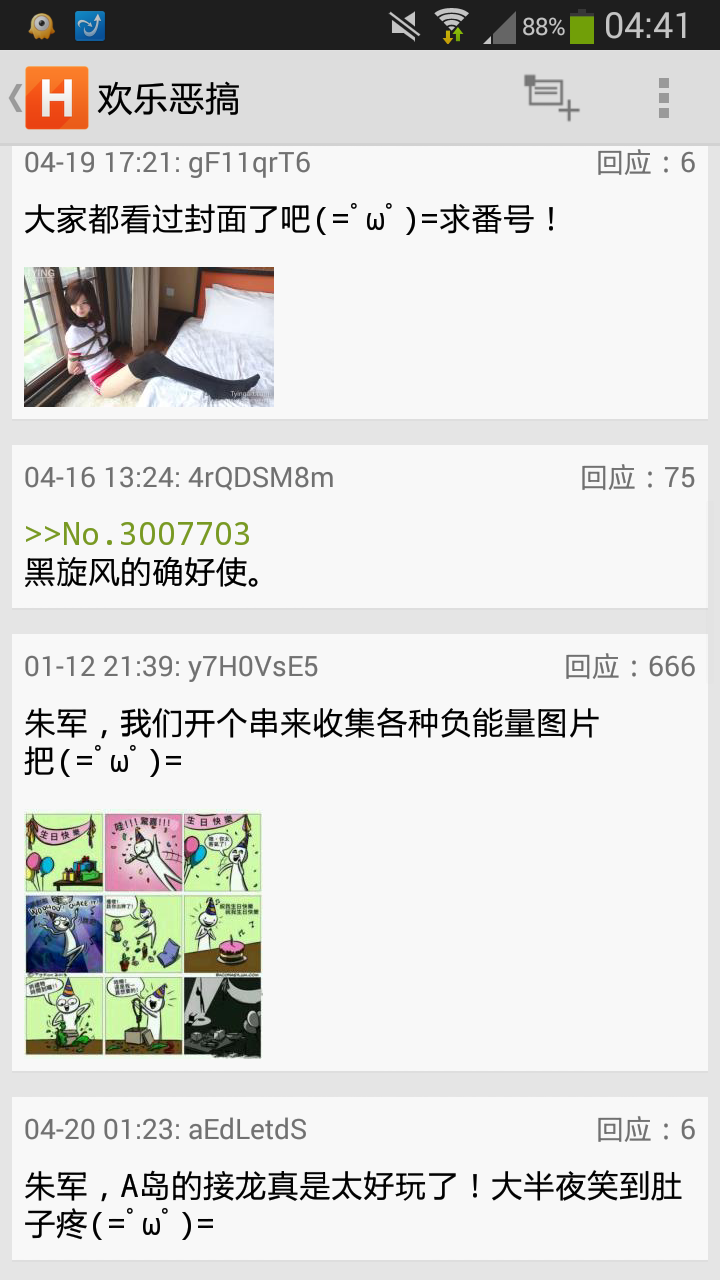 88% 04:41
H 欢乐恶搞
04-19 17:21: gF11qrT6 回应：6
大家都看过封面了吧(=ﾟωﾟ)=求番号！
04-16 13:24: 4rQDSM8m 回应：75
>>No.3007703
黑旋风的确好使。
01-12 21:39: y7H0VsE5 回应：666
朱军，我们开个串来收集各种负能量图片
把(=ﾟωﾟ)=
生日快樂
哇!!! 驚喜!!!
生日快樂
04-20 01:23: aEdLetdS 回应：6
朱军，A岛的接龙真是太好玩了！大半夜笑到肚
子疼(=ﾟωﾟ)=